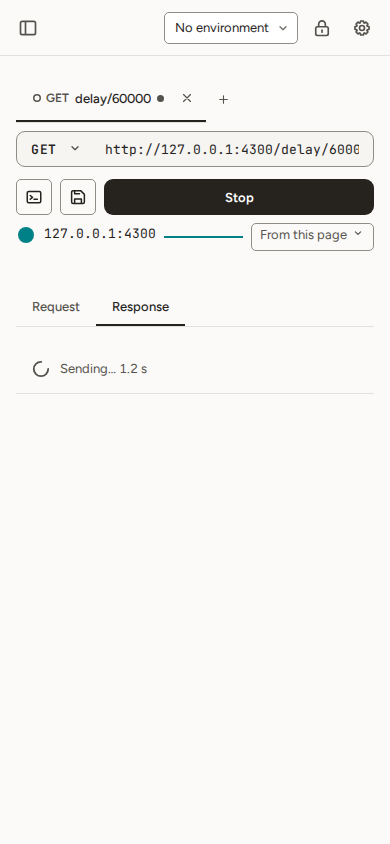 No environment
GET delay/60000
GET http://127.0.0.1:4300/delay/6000
Stop
127.0.0.1:4300 From this page
Request Response
Sending... 1.2 s